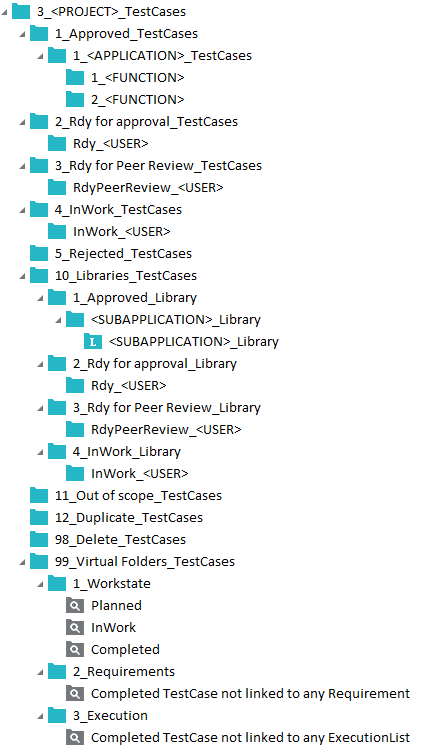 3_<PROJECT>_TestCases
1_Approved_TestCases
1_<APPLICATION>_TestCases
1_<FUNCTION>
2_<FUNCTION>
2_Rdy for approval_TestCases
Rdy_<USER>
3_Rdy for Peer Review_TestCases
RdyPeerReview_<USER>
4_InWork_TestCases
InWork_<USER>
5_Rejected_TestCases
10_Libraries_TestCases
1_Approved_Library
<SUBAPPLICATION>_Library
L <SUBAPPLICATION>_Library
2_Rdy for approval_Library
Rdy_<USER>
3_Rdy for Peer Review_Library
RdyPeerReview_<USER>
4_InWork_Library
InWork_<USER>
11_Out of scope_TestCases
12_Duplicate_TestCases
98_Delete_TestCases
99_Virtual Folders_TestCases
1_Workstate
Planned
InWork
Completed
2_Requirements
Completed TestCase not linked to any Requirement
3_Execution
Completed TestCase not linked to any ExecutionList